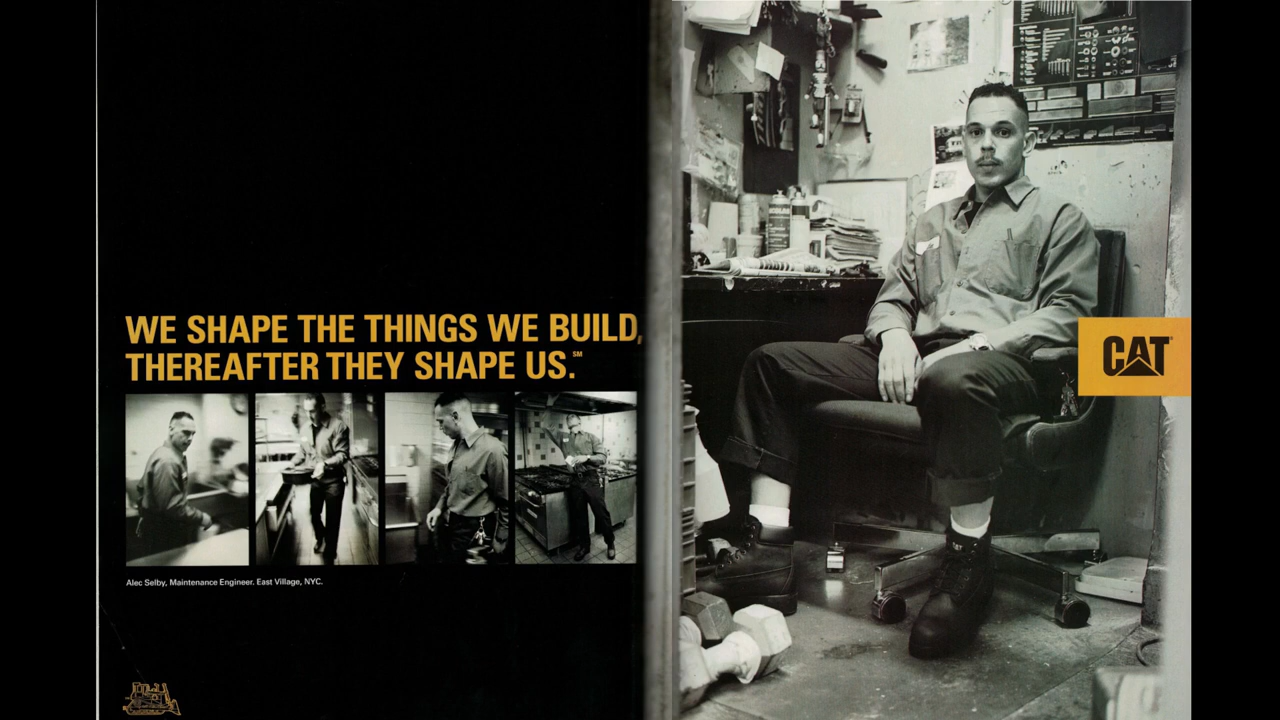 WE SHAPE THE THINGS WE BUILD,
THEREAFTER THEY SHAPE US.℠
Alec Selby, Maintenance Engineer. East Village, NYC.
CAT®